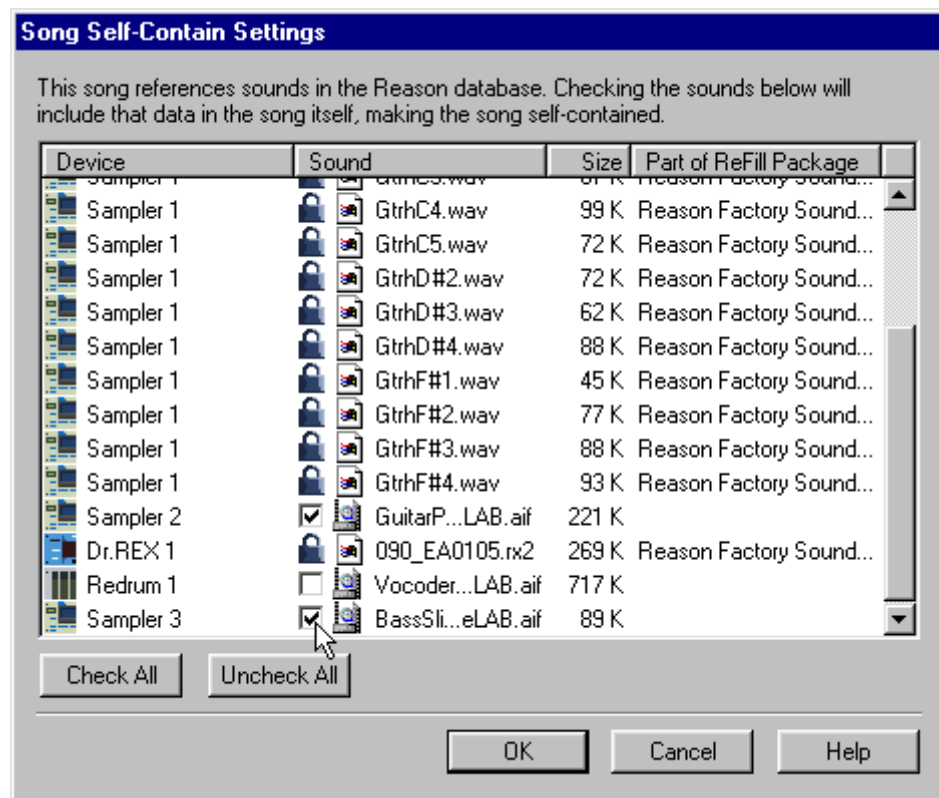 Song Self-Contain Settings
This song references sounds in the Reason database. Checking the sounds below will
include that data in the song itself, making the song self-contained.
Device Sound Size Part of ReFill Package
Sampler 1 GtrhC4.wav 99 K Reason Factory Sound...
Sampler 1 GtrhC5.wav 72 K Reason Factory Sound...
Sampler 1 GtrhD#2.wav 72 K Reason Factory Sound...
Sampler 1 GtrhD#3.wav 62 K Reason Factory Sound...
Sampler 1 GtrhD#4.wav 88 K Reason Factory Sound...
Sampler 1 GtrhF#1.wav 45 K Reason Factory Sound...
Sampler 1 GtrhF#2.wav 77 K Reason Factory Sound...
Sampler 1 GtrhF#3.wav 88 K Reason Factory Sound...
Sampler 1 GtrhF#4.wav 93 K Reason Factory Sound...
Sampler 2 GuitarP...LAB.aif 221 K
Dr.REX 1 090_EA0105.rx2 269 K Reason Factory Sound...
Redrum 1 Vocoder...LAB.aif 717 K
Sampler 3 BassSli...eLAB.aif 89 K
Check All Uncheck All
OK Cancel Help